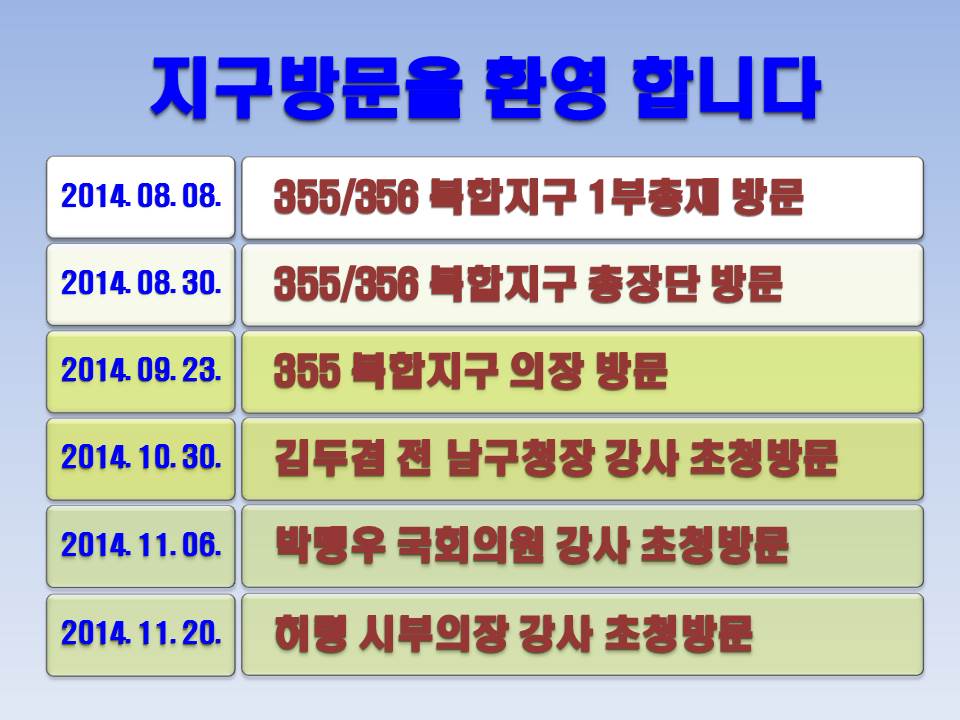 지구방문을 환영 합니다
2014. 08. 08. 355/356 복합지구 1부총재 방문
2014. 08. 30. 355/356 복합지구 총장단 방문
2014. 09. 23. 355 복합지구 의장 방문
2014. 10. 30. 김두겸 전 남구청장 강사 초청방문
2014. 11. 06. 박맹우 국회의원 강사 초청방문
2014. 11. 20. 허령 시부의장 강사 초청방문